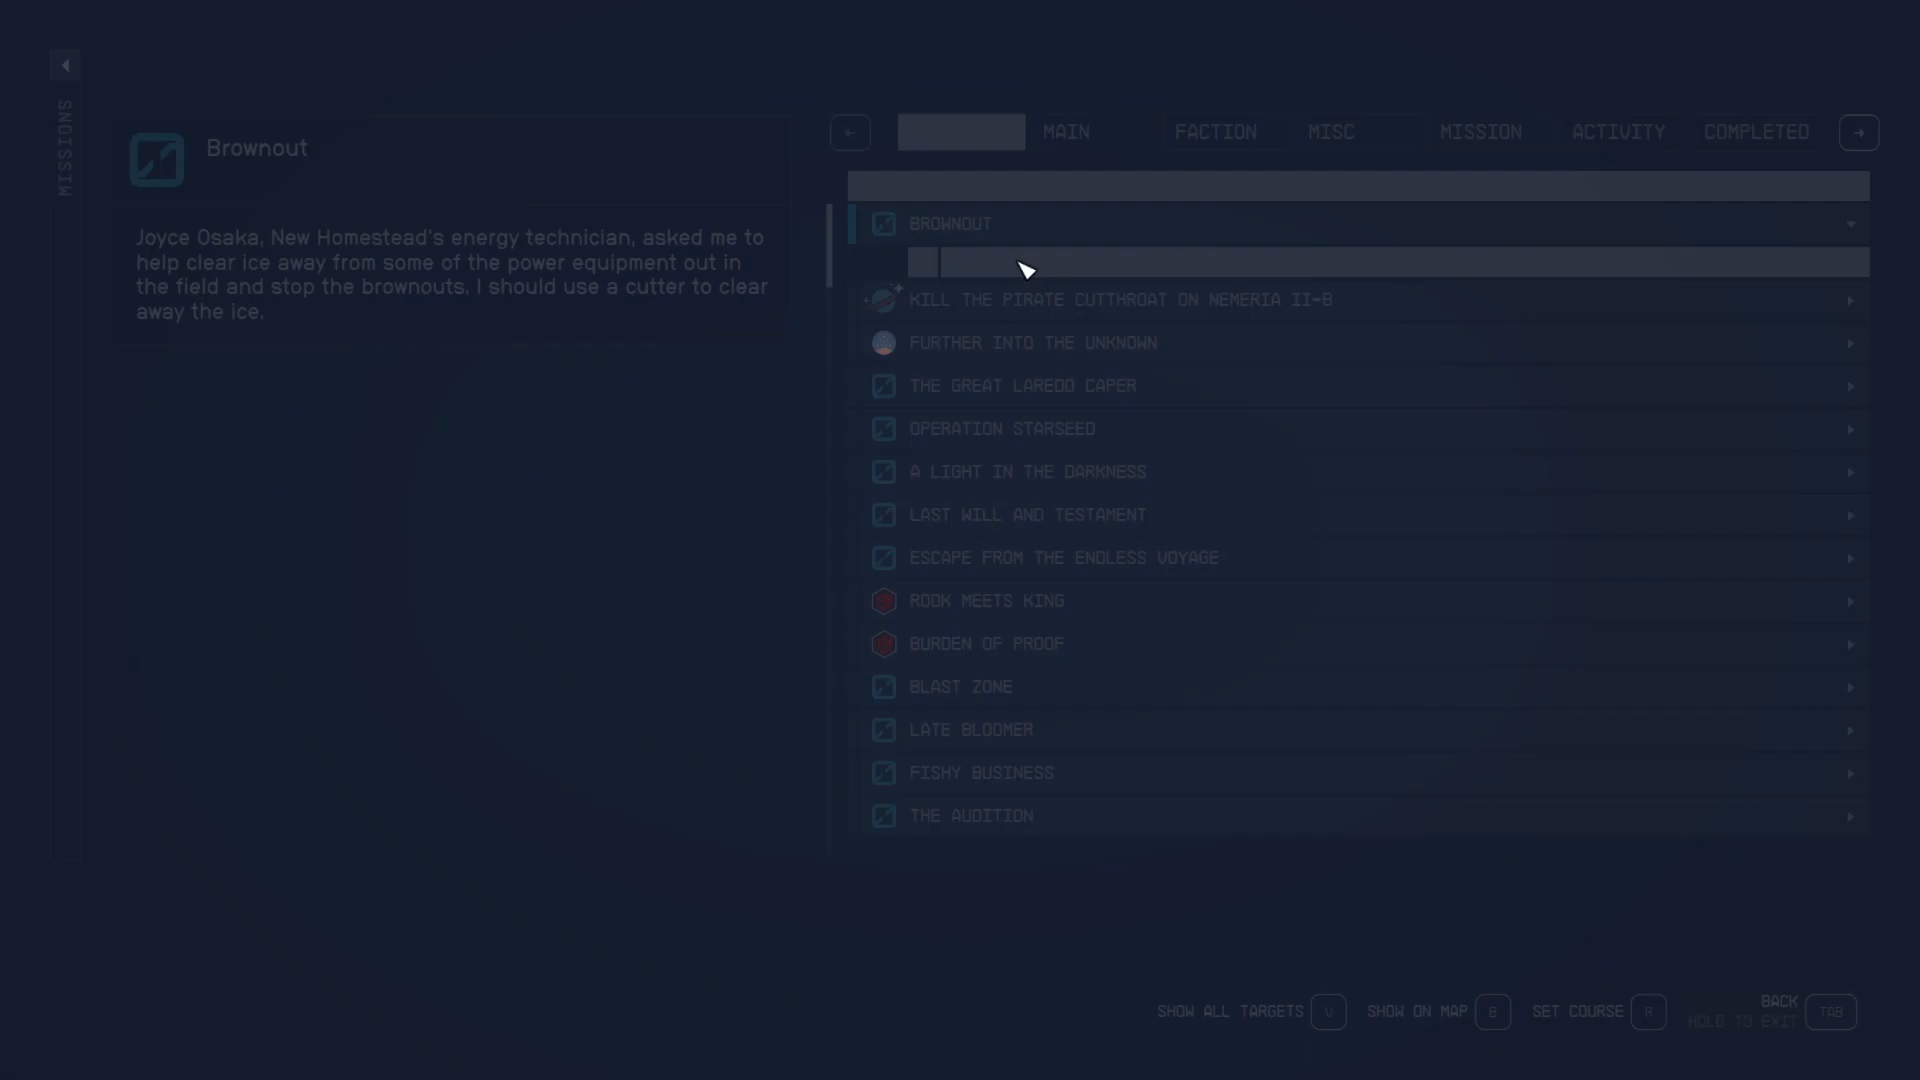 MISSIONS
Brownout
Joyce Osaka, New Homestead's energy technician, asked me to
help clear ice away from some of the power equipment out in
the field and stop the brownouts. I should use a cutter to clear
away the ice.
MAIN
FACTION
MISC
MISSION
ACTIVITY
COMPLETED
BROWNOUT
KILL THE PIRATE CUTTHROAT ON NEMERIA II-B
FURTHER INTO THE UNKNOWN
THE GREAT LAREDO CAPER
OPERATION STARSEED
A LIGHT IN THE DARKNESS
LAST WILL AND TESTAMENT
ESCAPE FROM THE ENDLESS VOYAGE
ROOK MEETS KING
BURDEN OF PROOF
BLAST ZONE
LATE BLOOMER
FISHY BUSINESS
THE AUDITION
SHOW ALL TARGETS V
SHOW ON MAP B
SET COURSE R
BACK
HOLD TO EXIT
TAB